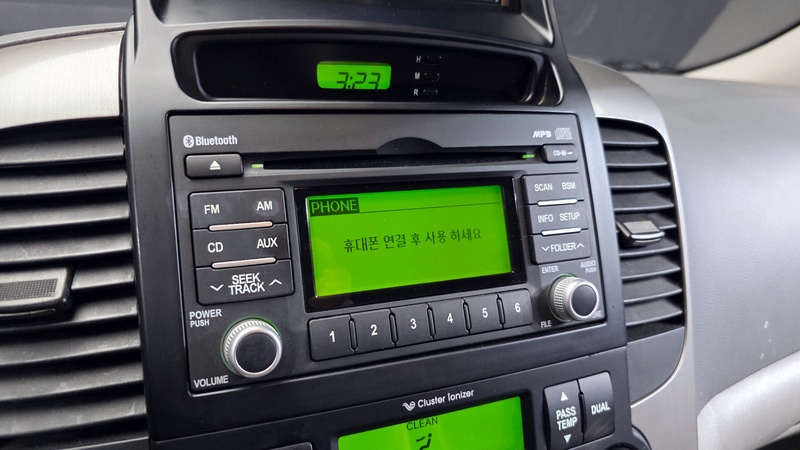 3:23
H
M
R
Bluetooth
MP3
CD-IN
FM AM
CD AUX
SEEK
TRACK
PHONE
휴대폰 연결 후 사용 하세요
SCAN BSM
INFO SETUP
FOLDER
ENTER
AUDIO
PUSH
FILE
POWER
PUSH
VOLUME
1 2 3 4 5 6
Cluster Ionizer
CLEAN
PASS
TEMP
DUAL